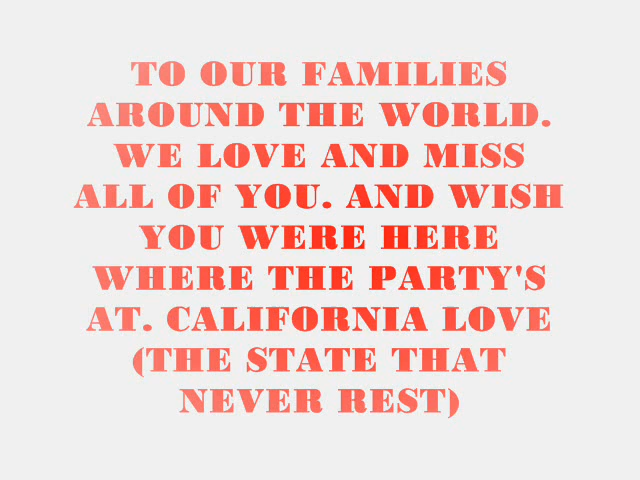 TO OUR FAMILIES
AROUND THE WORLD.
WE LOVE AND MISS
ALL OF YOU. AND WISH
YOU WERE HERE
WHERE THE PARTY'S
AT. CALIFORNIA LOVE
(THE STATE THAT
NEVER REST)